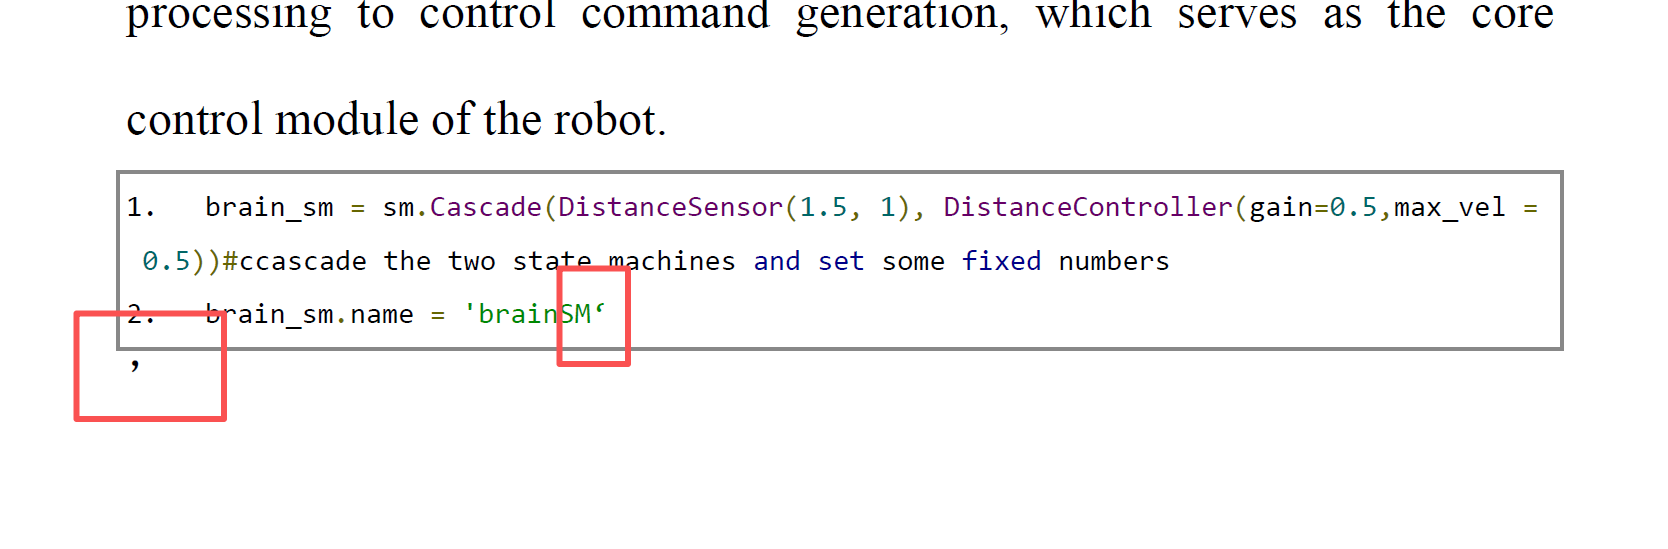 processing to control command generation, which serves as the core
control module of the robot.
1. brain_sm = sm.Cascade(DistanceSensor(1.5, 1), DistanceController(gain=0.5,max_vel =
0.5))#ccascade the two state machines and set some fixed numbers
2. brain_sm.name = 'brainSM‘
’